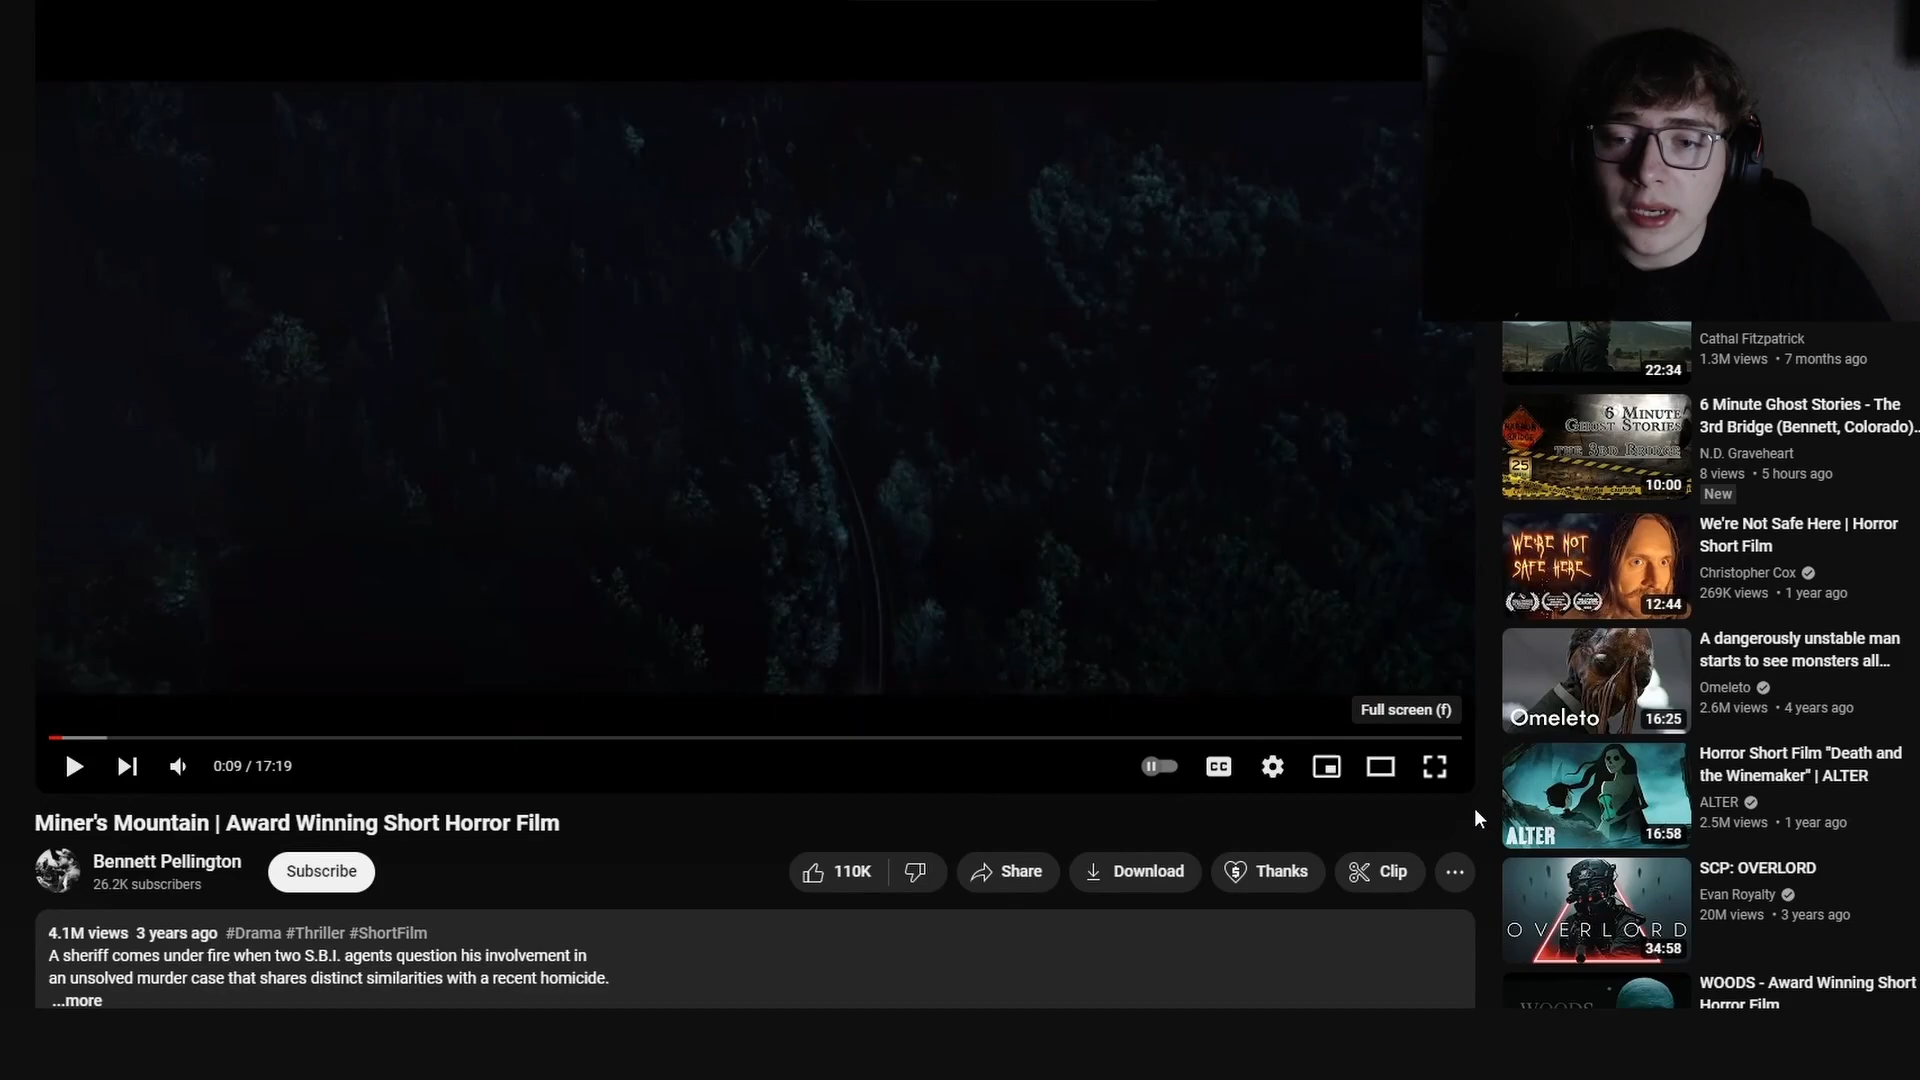 Full screen (f)
0:09 / 17:19
CC
Miner's Mountain | Award Winning Short Horror Film
Bennett Pellington
26.2K subscribers
Subscribe
110K
Share
Download
Thanks
Clip
4.1M views 3 years ago #Drama #Thriller #ShortFilm
A sheriff comes under fire when two S.B.I. agents question his involvement in
an unsolved murder case that shares distinct similarities with a recent homicide.
...more
22:34
Cathal Fitzpatrick
1.3M views • 7 months ago
6 MINUTE
GHOST STORIES
THE 3RD BRIDGE
25
10:00
6 Minute Ghost Stories - The
3rd Bridge (Bennett, Colorado)...
N.D. Graveheart
8 views • 5 hours ago
New
WE'RE NOT
SAFE HERE
12:44
We're Not Safe Here | Horror
Short Film
Christopher Cox
269K views • 1 year ago
Omeleto
16:25
A dangerously unstable man
starts to see monsters all...
Omeleto
2.6M views • 4 years ago
ALTER
16:58
Horror Short Film "Death and
the Winemaker" | ALTER
ALTER
2.5M views • 1 year ago
OVERLORD
34:58
SCP: OVERLORD
Evan Royalty
20M views • 3 years ago
WOODS
WOODS - Award Winning Short
Horror Film